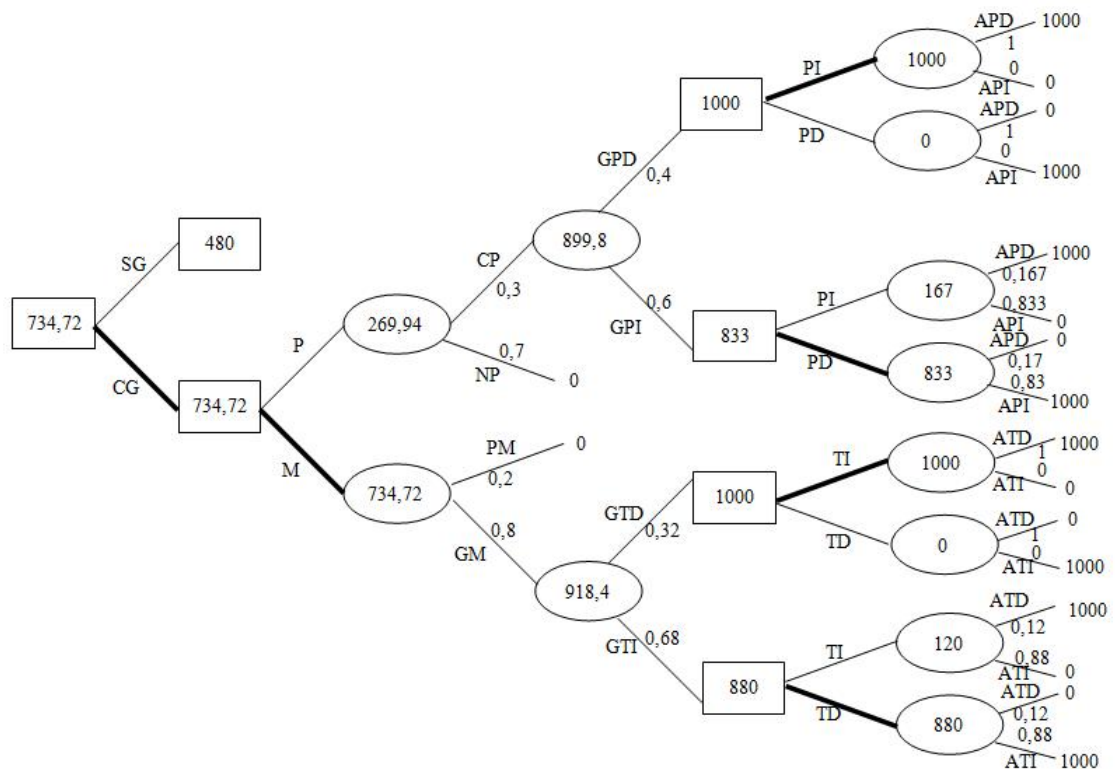 APD 1000
1
1000
PI
0
API 0
1000
APD 0
PD
1
0
0
GPD
API 1000
0,4
480
899,8
SG
CP
APD 1000
0,3
PI
0,167
167
0,833
0,6
API 0
734,72
269,94
GPI
APD 0
P
833
0,7
PD
0,17
CG
NP 0
833
0,83
734,72
API 1000
PM 0
ATD 1000
M
0,2
TI
1
1000
0
734,72
GTD
1000
ATI 0
0,32
ATD 0
0,8
TD
1
GM
0
0
ATI 1000
918,4
ATD 1000
0,12
GTI 0,68
TI
120
0,88
ATI 0
880
ATD 0
TD
0,12
880
0,88
ATI 1000